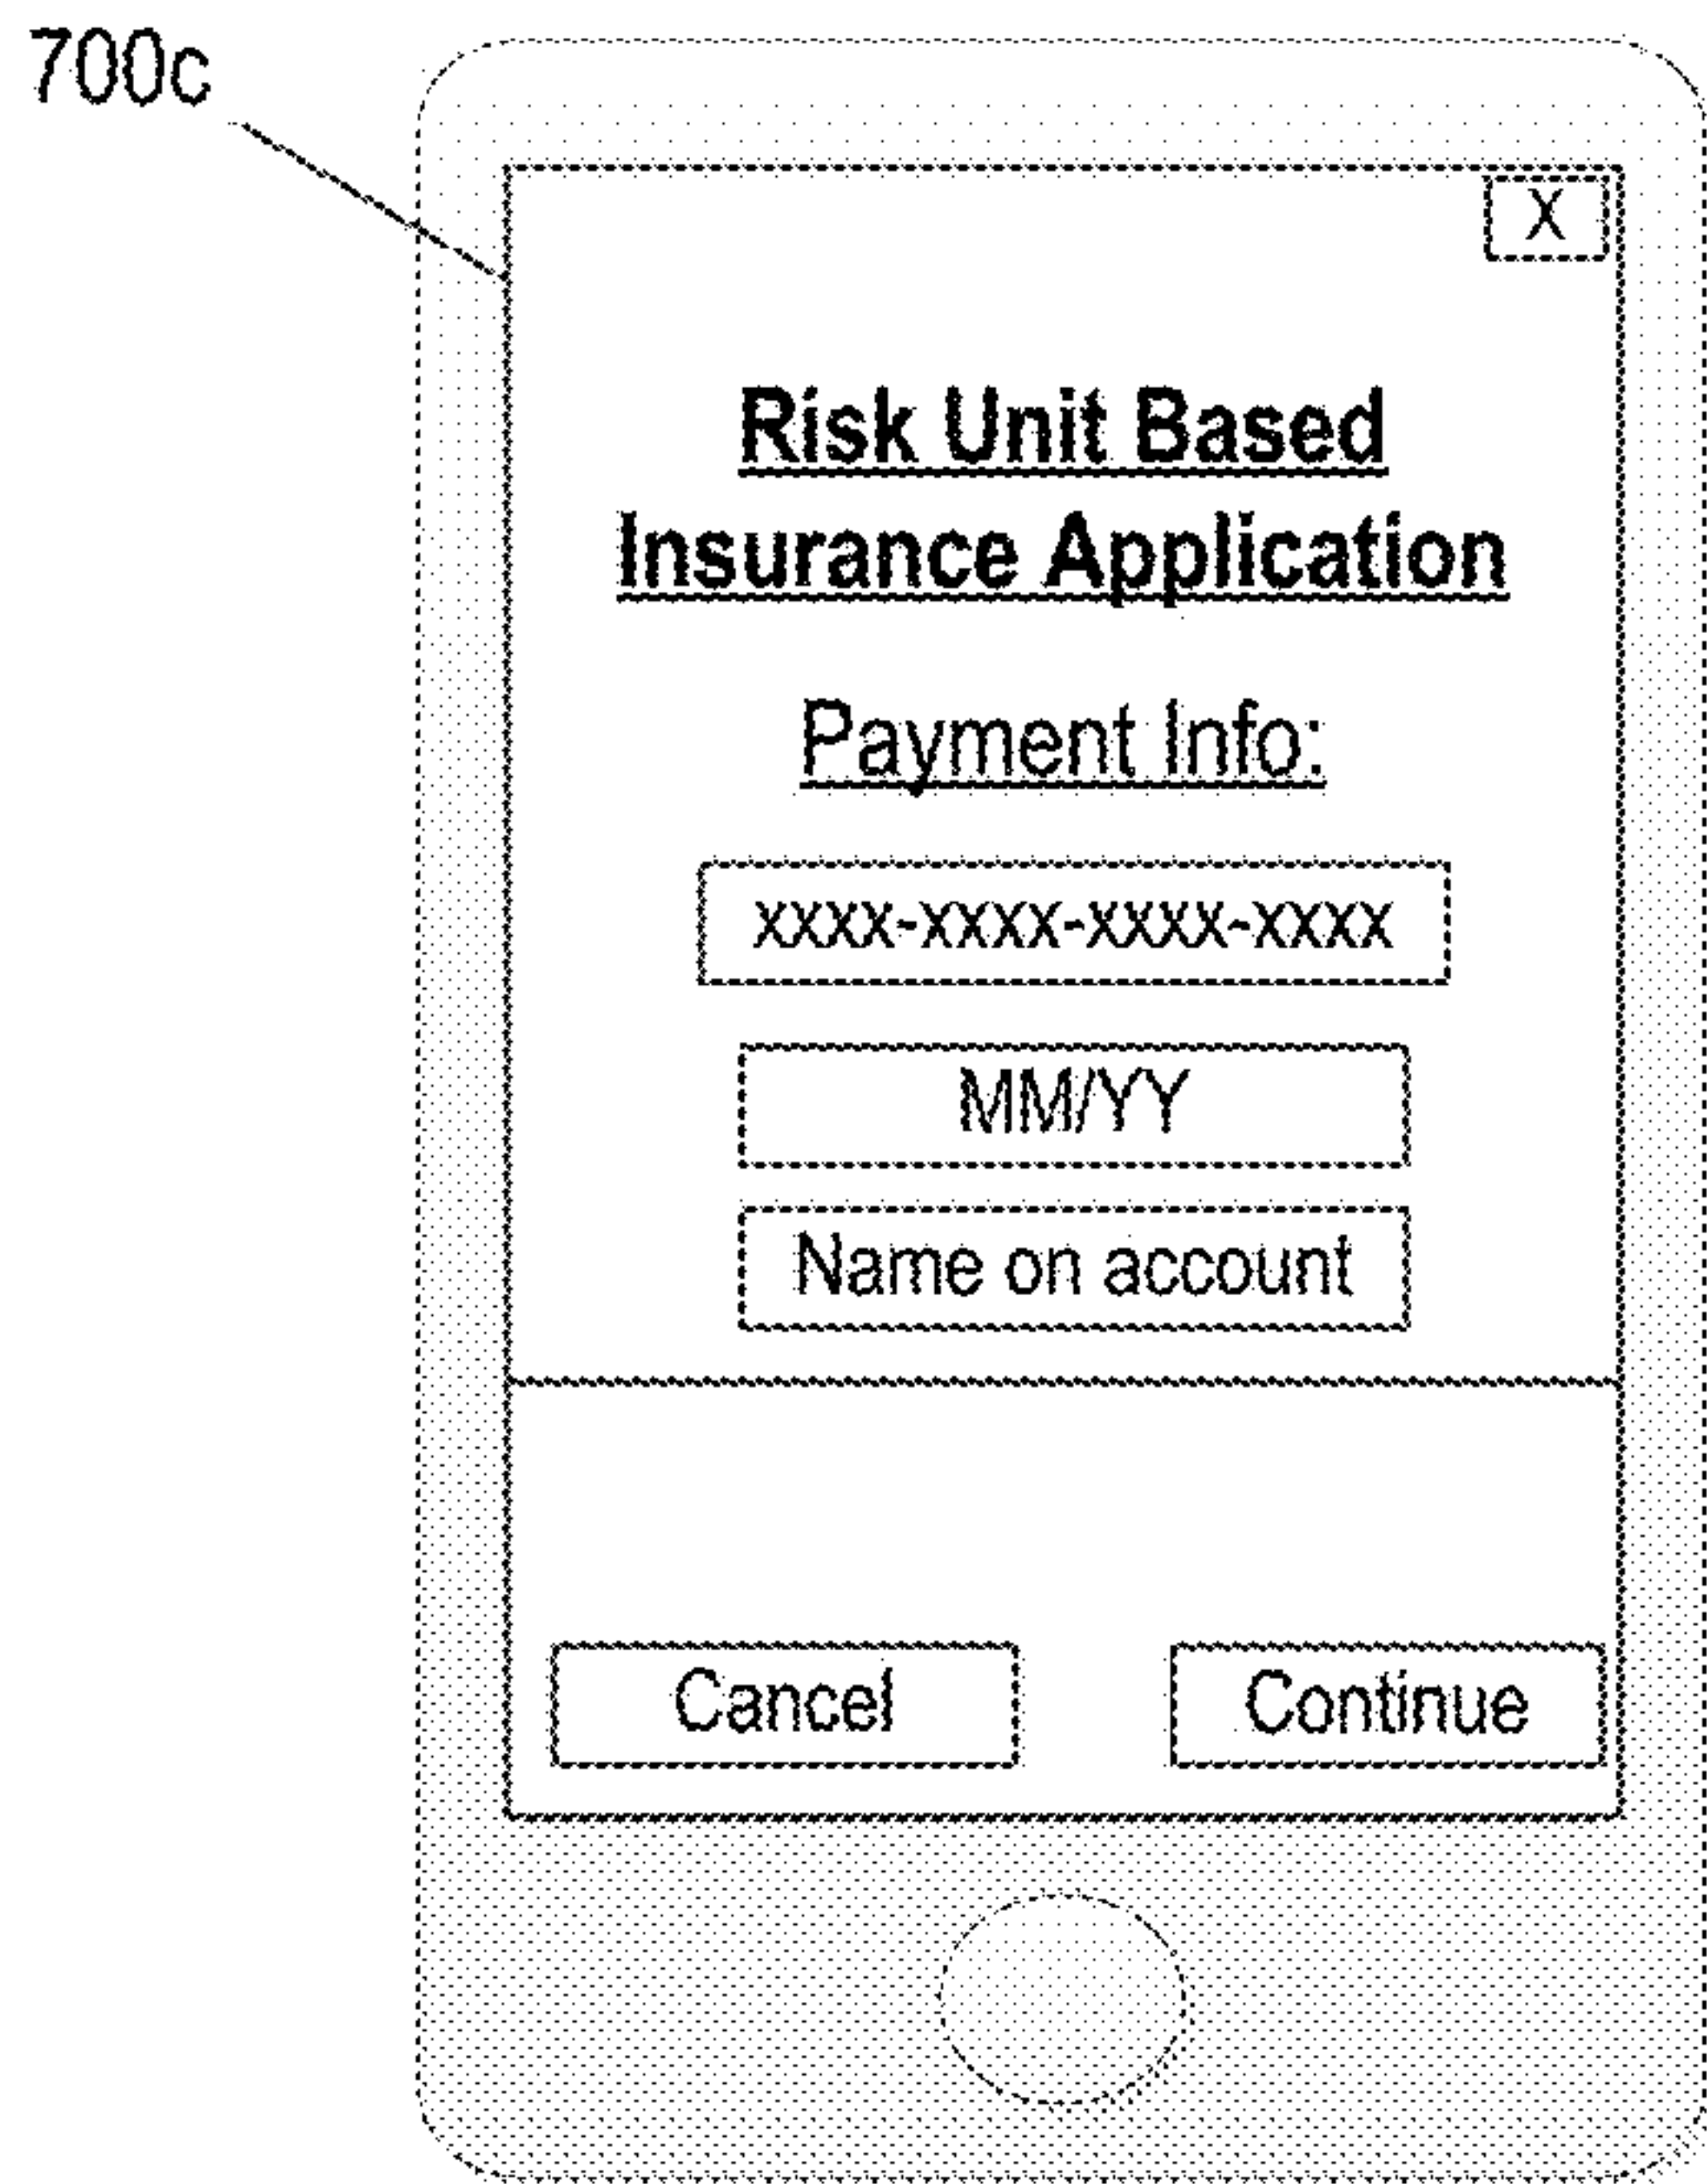 700c
X
Risk Unit Based
Insurance Application
Payment Info:
xxxx-xxxx-xxxx-xxxx
MM/YY
Name on account
Cancel
Continue